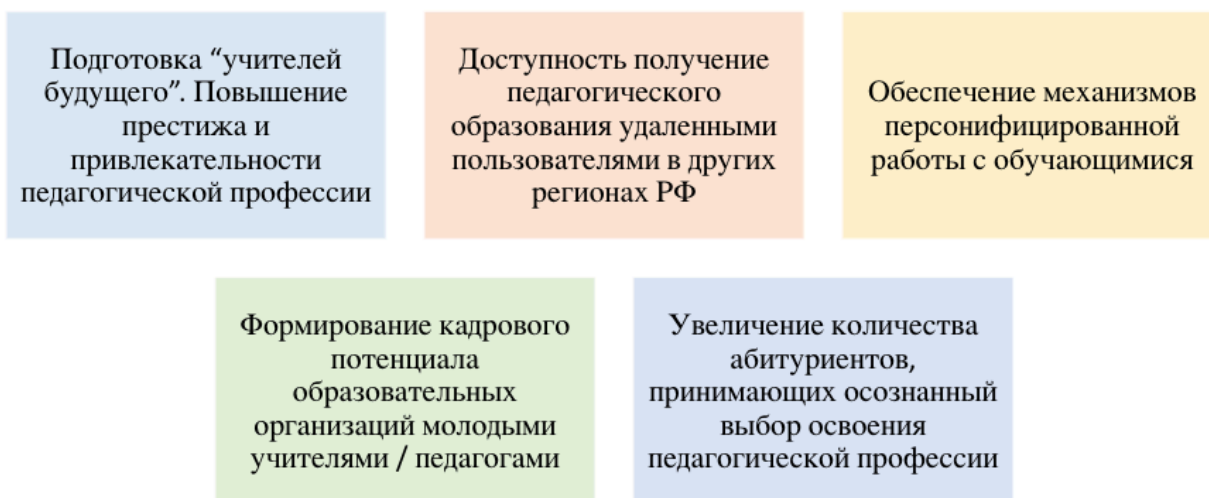 Подготовка “учителей
будущего”. Повышение
престижа и
привлекательности
педагогической профессии
Доступность получение
педагогического
образования удаленными
пользователями в других
регионах РФ
Обеспечение механизмов
персонифицированной
работы с обучающимися
Формирование кадрового
потенциала
образовательных
организаций молодыми
учителями / педагогами
Увеличение количества
абитуриентов,
принимающих осознанный
выбор освоения
педагогической профессии